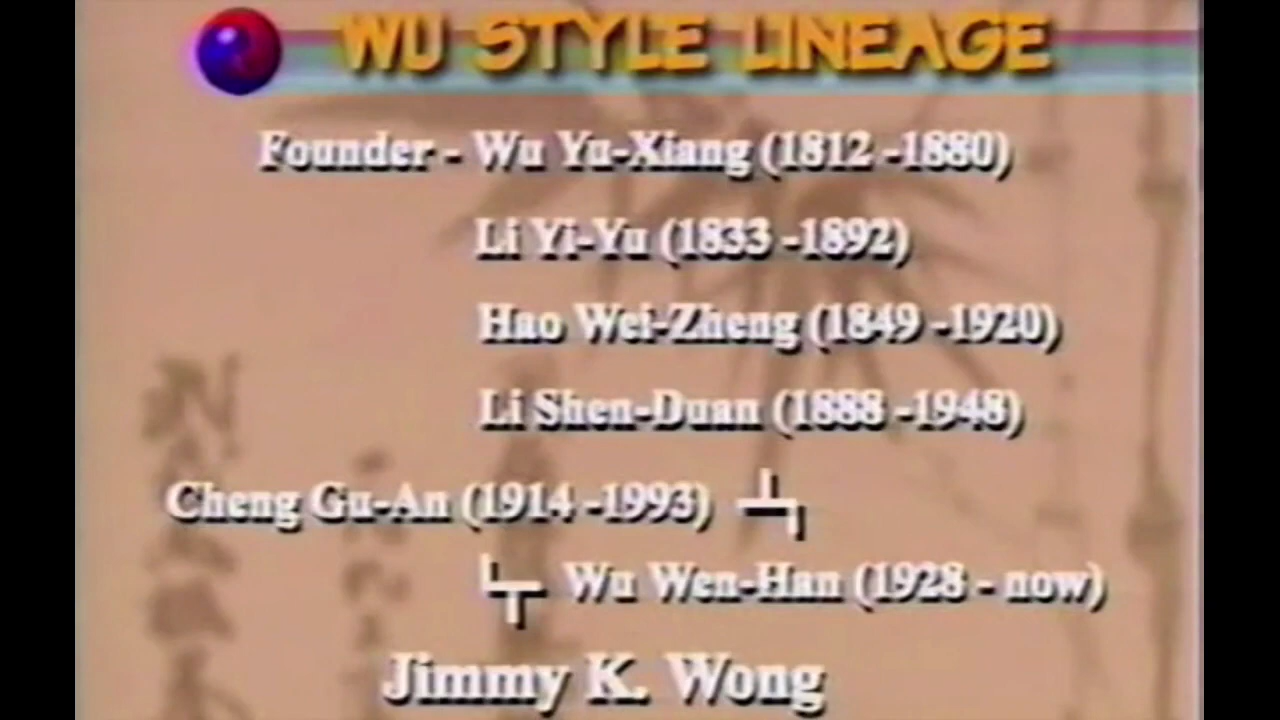 WU STYLE LINEAGE
Founder - Wu Yu-Xiang (1812 -1880)
Li Yi-Yu (1833 -1892)
Hao Wei-Zheng (1849 -1920)
Li Shen-Duan (1888 -1948)
Cheng Gu-An (1914 -1993)
Wu Wen-Han (1928 - now)
Jimmy K. Wong